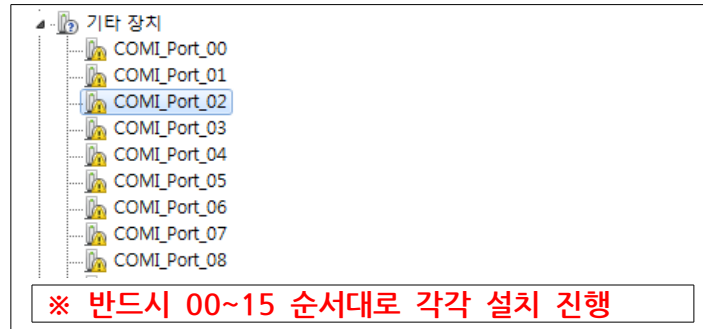 기타 장치
COMI_Port_00
COMI_Port_01
COMI_Port_02
COMI_Port_03
COMI_Port_04
COMI_Port_05
COMI_Port_06
COMI_Port_07
COMI_Port_08
※ 반드시 00~15 순서대로 각각 설치 진행